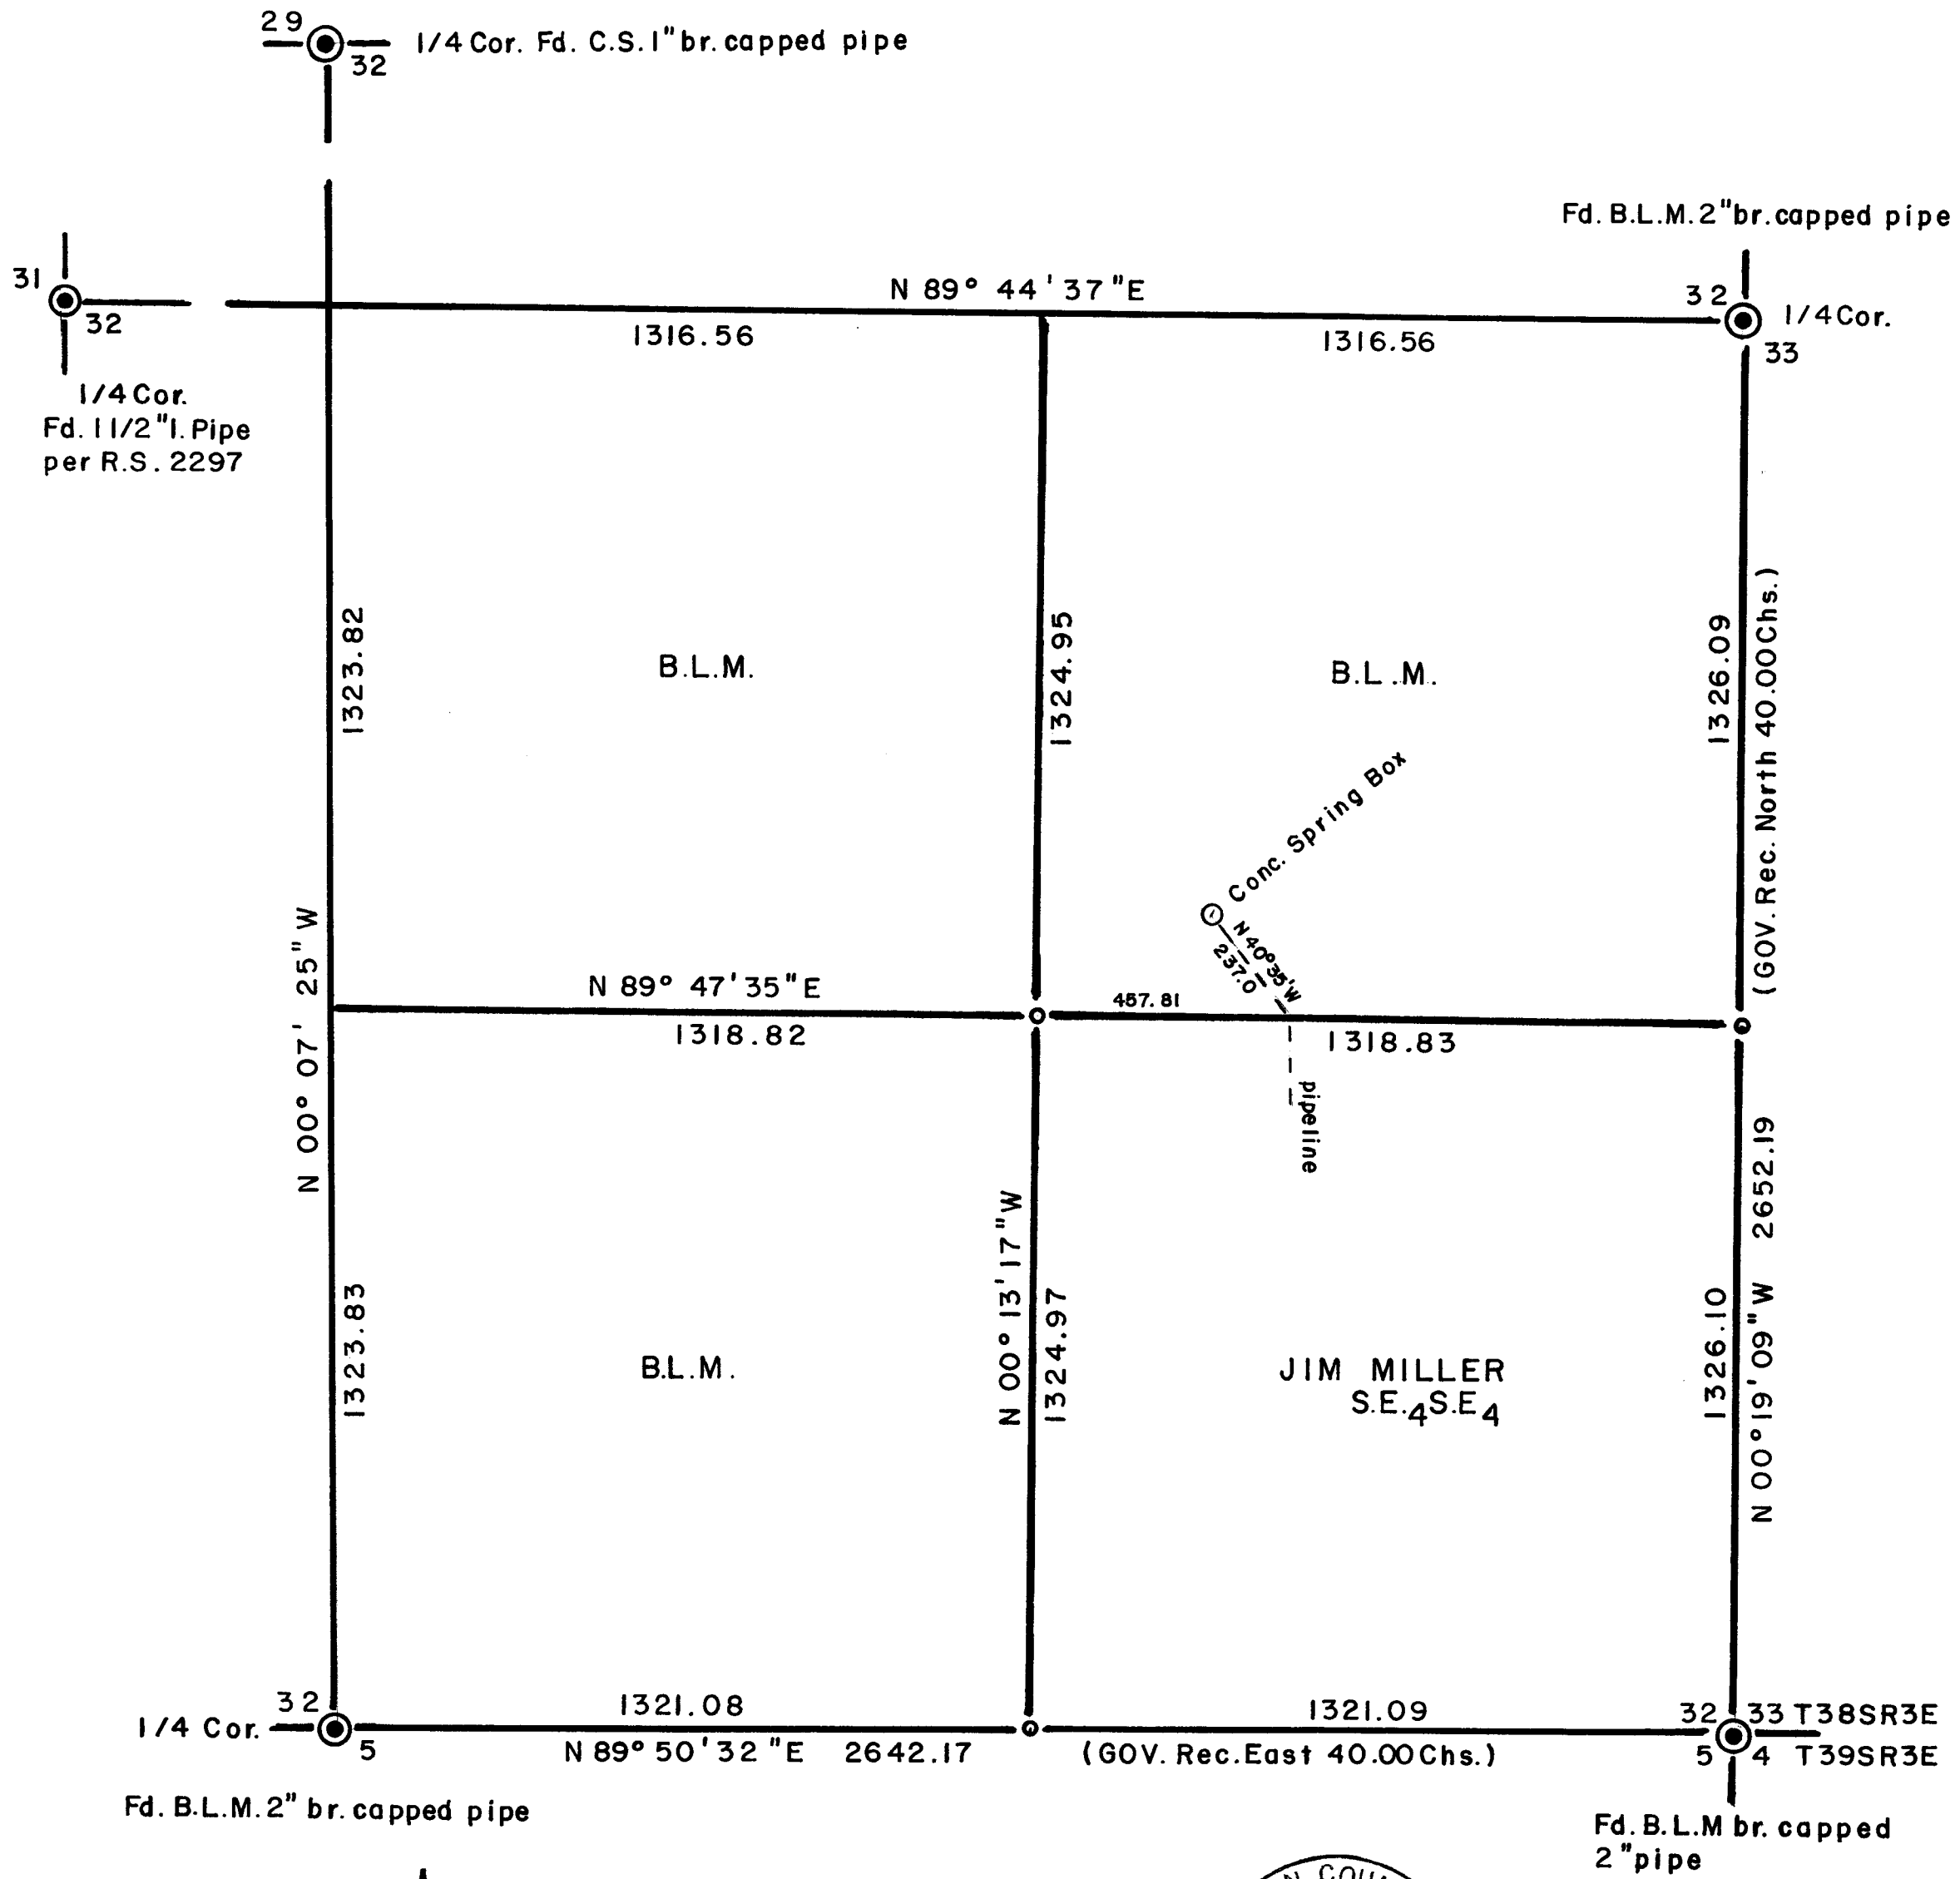 29
32
1/4 Cor. Fd. C.S. 1" br. capped pipe
Fd. B.L.M. 2" br. capped pipe
31
32
1/4 Cor.
Fd. 1 1/2" I. Pipe
per R.S. 2297
N 89° 44' 37" E
1316.56
1316.56
32
33
1/4 Cor.
1323.82
B.L.M.
1324.95
B.L.M.
1326.09
(GOV. Rec. North 40.00 Chs.)
Conc. Spring Box
N 40° 35' W
237.0
N 00° 07' 25" W
N 89° 47' 35" E
1318.82
457.81
1318.83
pipeline
1323.83
B.L.M.
N 00° 13' 17" W
1324.97
JIM MILLER
S.E.4 S.E4
1326.10
N 00° 19' 09" W 2652.19
32
1/4 Cor.
5
1321.08
N 89° 50' 32" E 2642.17
1321.09
(GOV. Rec. East 40.00 Chs.)
32 33 T38SR3E
5 4 T39SR3E
Fd. B.L.M. 2" br. capped pipe
Fd. B.L.M br. capped
2" pipe